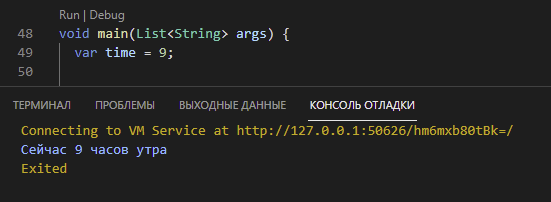 Run | Debug
48 void main(List<String> args) {
49 var time = 9;
50
ТЕРМИНАЛ ПРОБЛЕМЫ ВЫХОДНЫЕ ДАННЫЕ КОНСОЛЬ ОТЛАДКИ
Connecting to VM Service at http://127.0.0.1:50626/hm6mxb80tBk=/
Сейчас 9 часов утра
Exited